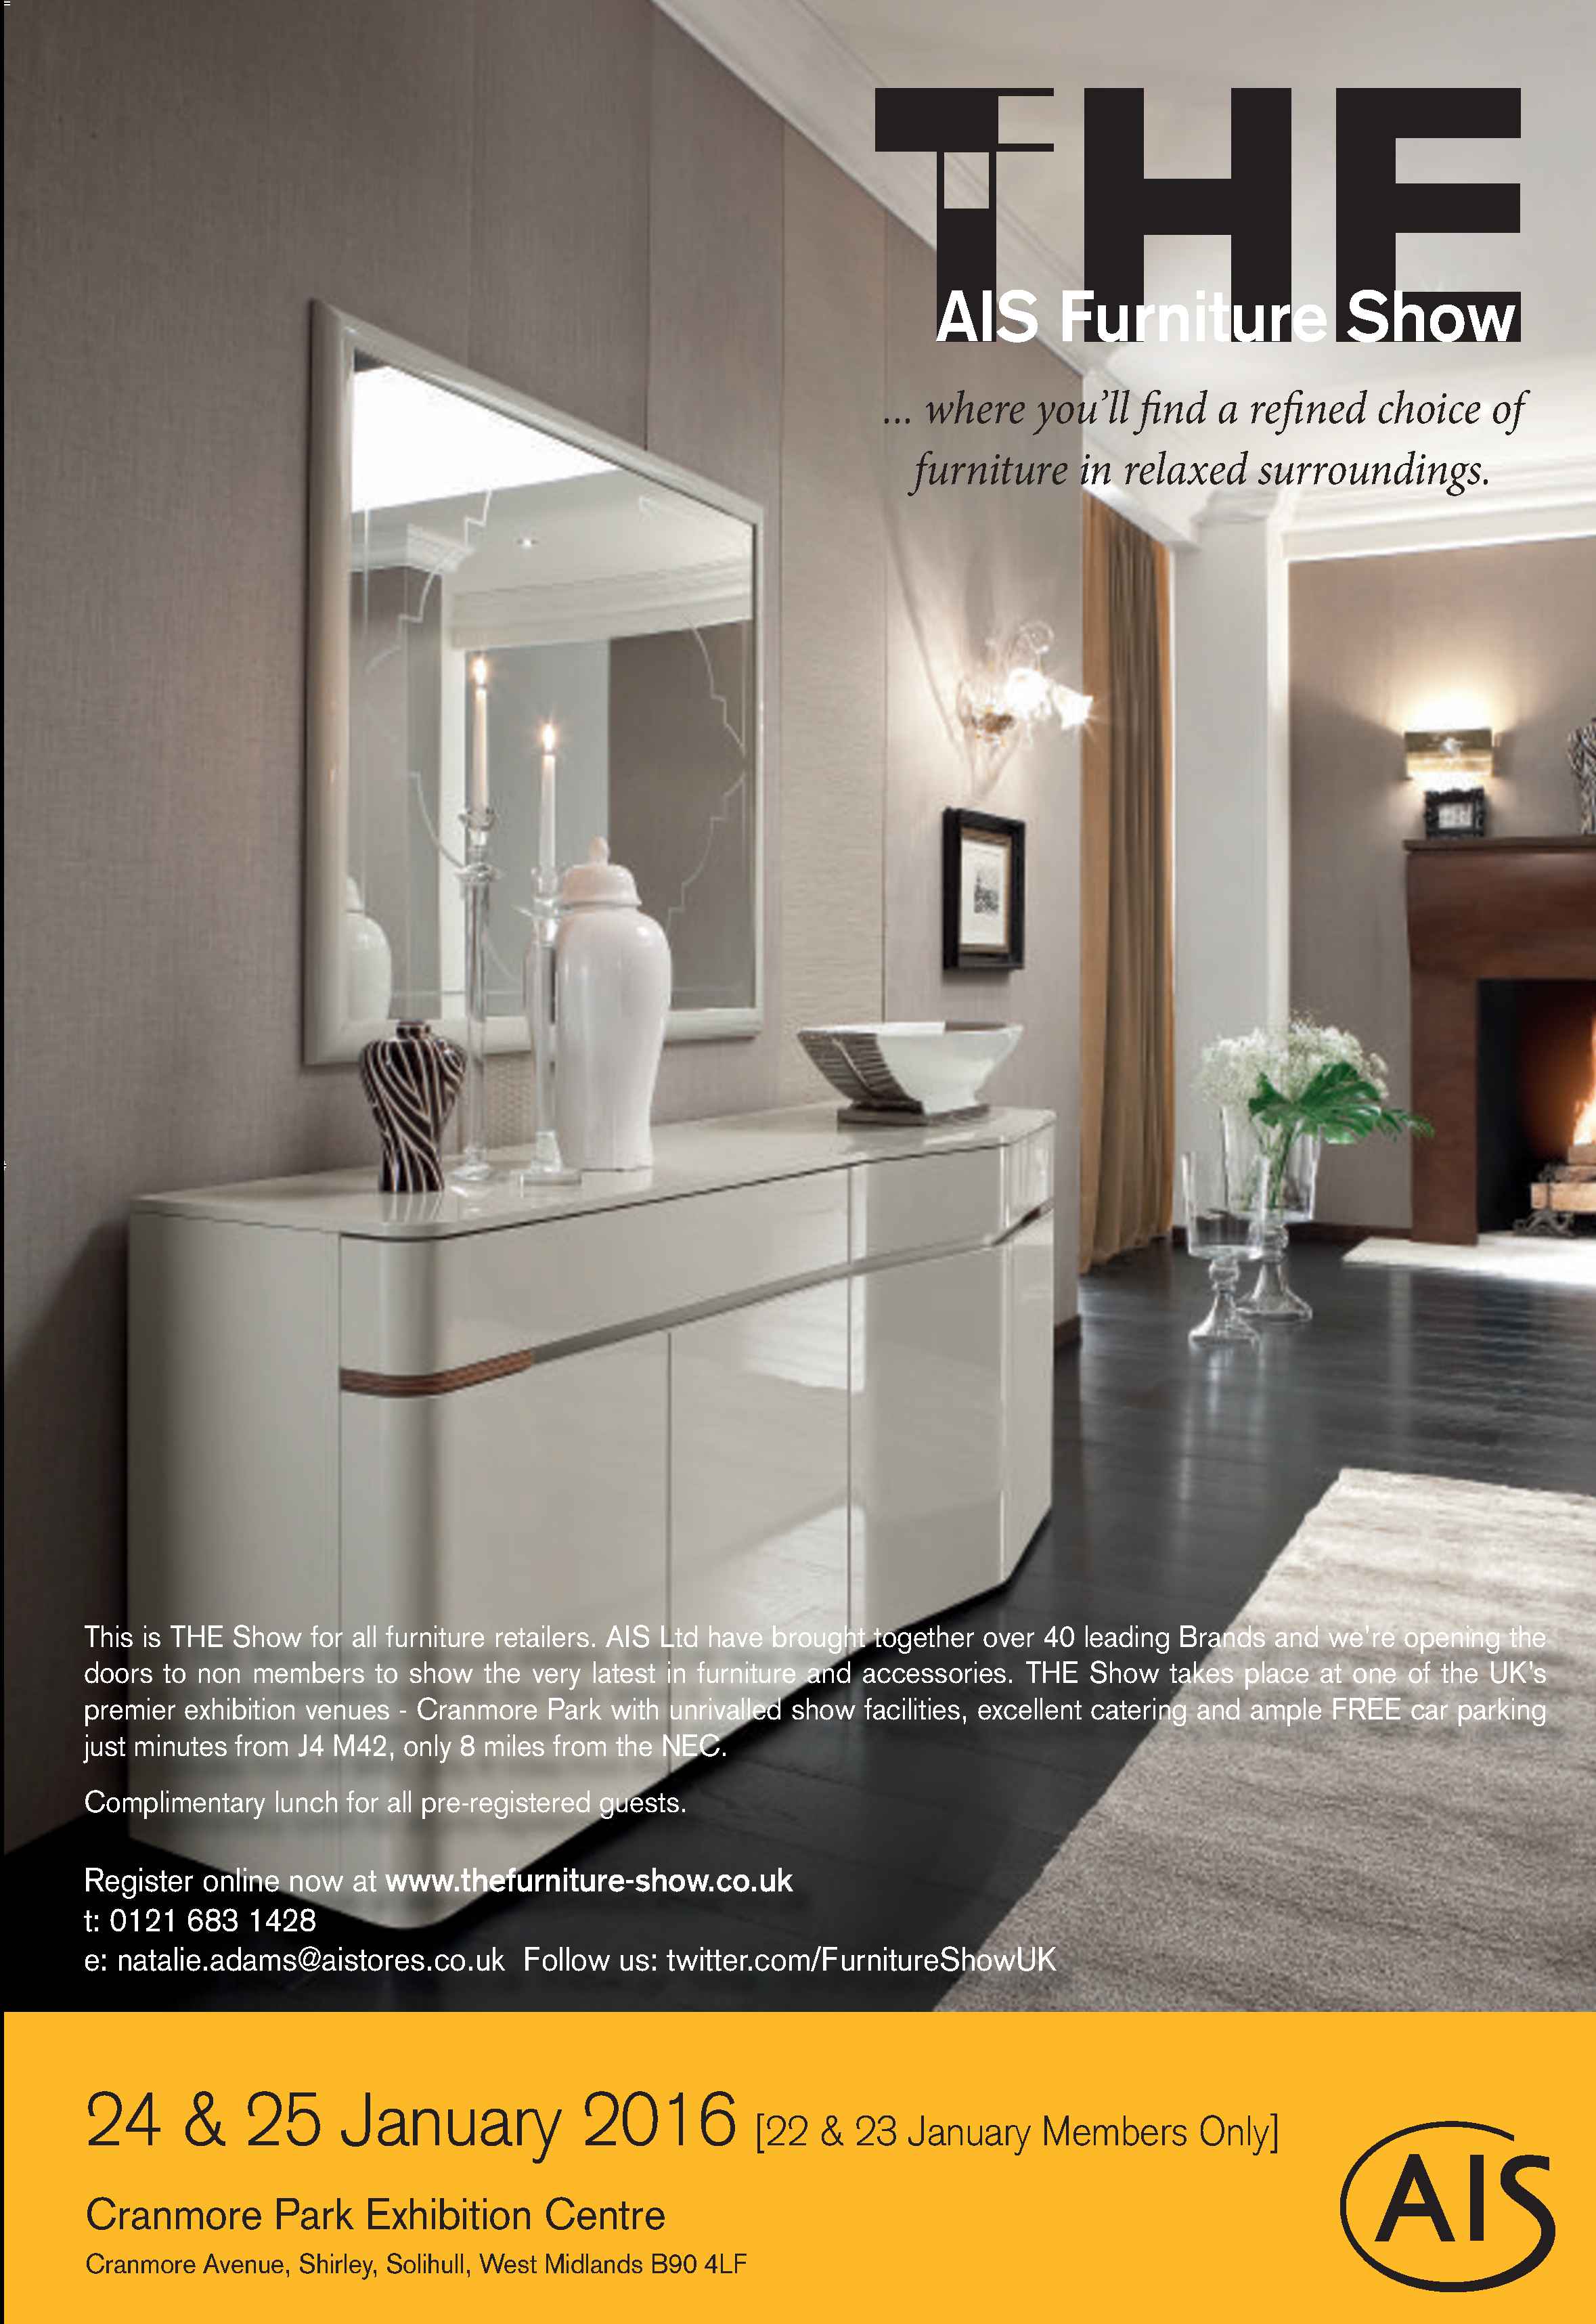 THE
AIS Furniture Show
... where you’ll find a refined choice of
furniture in relaxed surroundings.
This is THE Show for all furniture retailers. AIS Ltd have brought together over 40 leading Brands and we’re opening the
doors to non members to show the very latest in furniture and accessories. THE Show takes place at one of the UK’s
premier exhibition venues - Cranmore Park with unrivalled show facilities, excellent catering and ample FREE car parking
just minutes from J4 M42, only 8 miles from the NEC.
Complimentary lunch for all pre-registered guests.
Register online now at www.thefurniture-show.co.uk
t: 0121 683 1428
e: natalie.adams@aistores.co.uk Follow us: twitter.com/FurnitureShowUK
24 & 25 January 2016 [22 & 23 January Members Only]
Cranmore Park Exhibition Centre
Cranmore Avenue, Shirley, Solihull, West Midlands B90 4LF
AIS